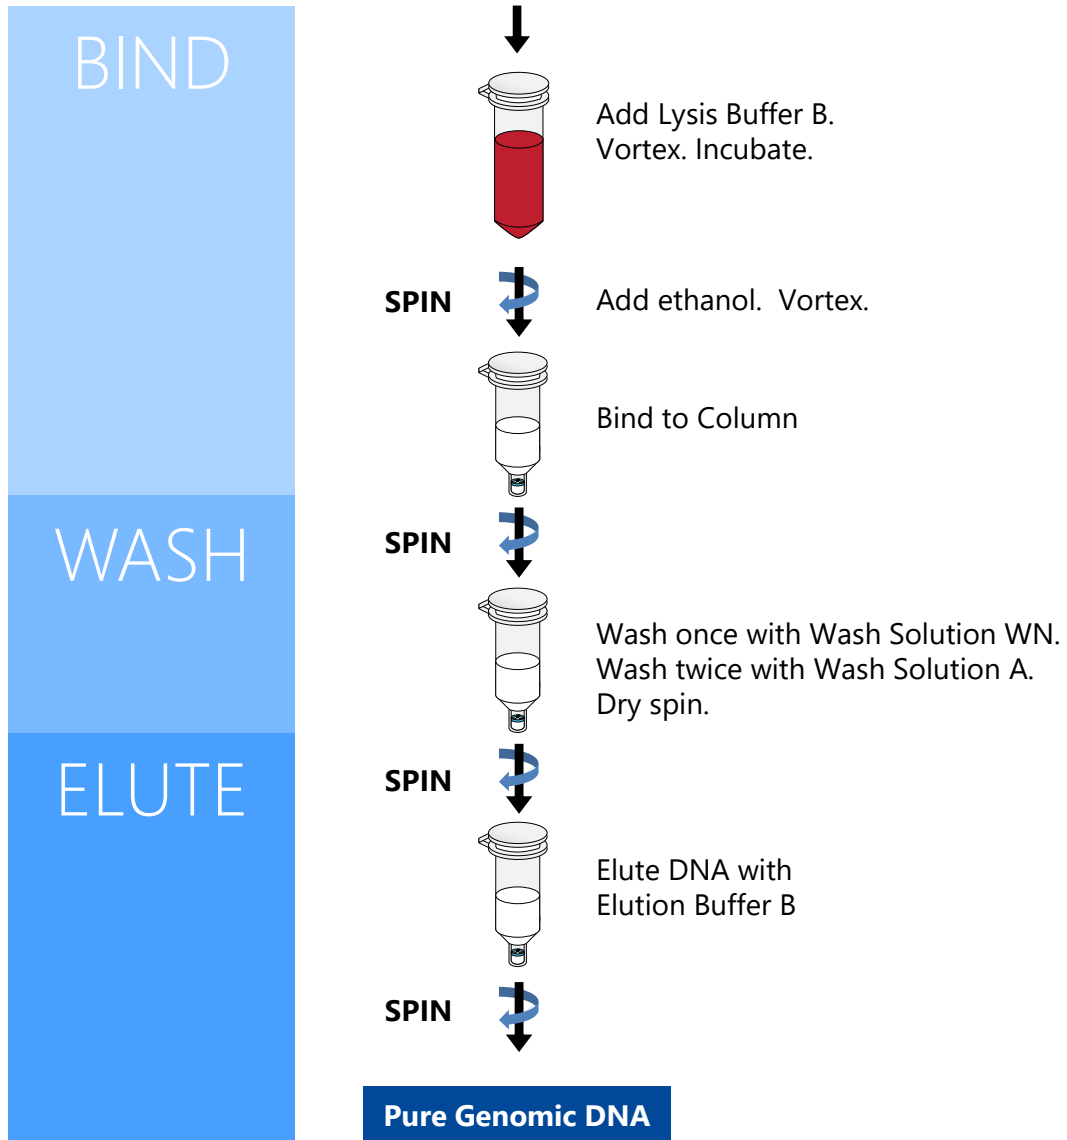 BIND
Add Lysis Buffer B.
Vortex. Incubate.
SPIN
Add ethanol.  Vortex.
Bind to Column
WASH
SPIN
Wash once with Wash Solution WN.
Wash twice with Wash Solution A.
Dry spin.
ELUTE
SPIN
Elute DNA with
Elution Buffer B
SPIN
Pure Genomic DNA